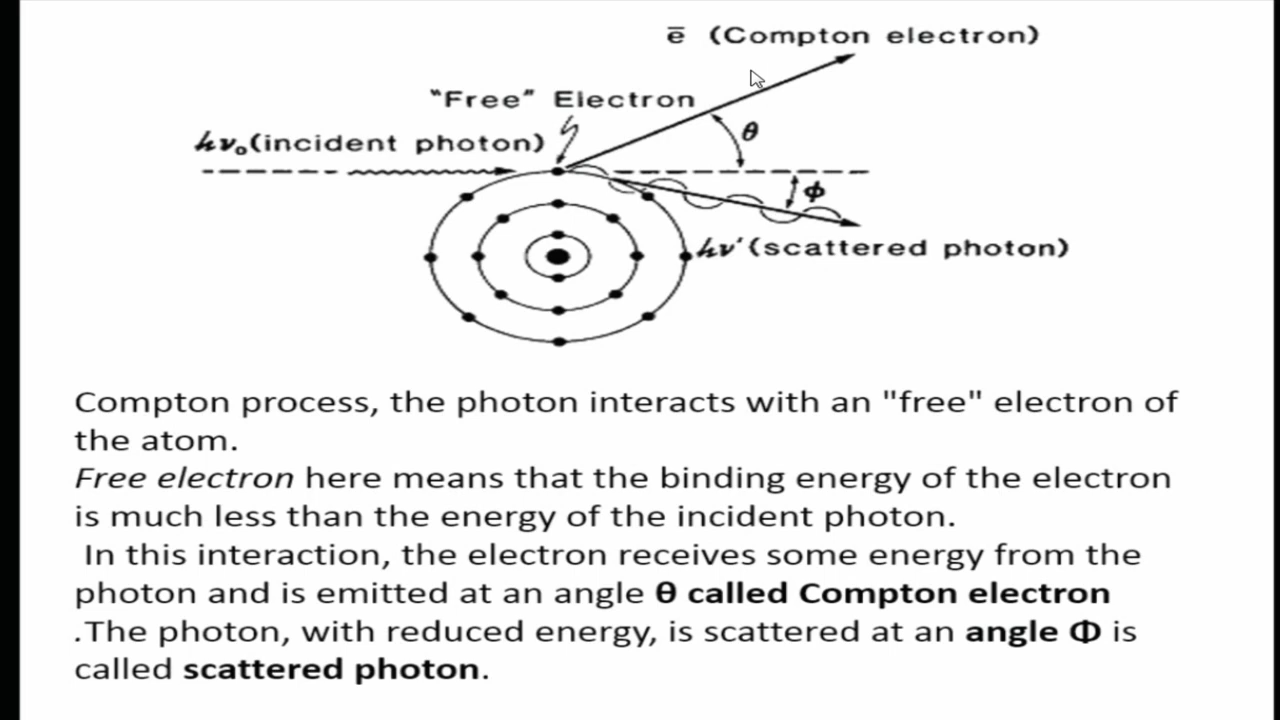 ē (Compton electron)
"Free" Electron
hν₀(incident photon)
θ
ϕ
hν′(scattered photon)
Compton process, the photon interacts with an "free" electron of
the atom.
Free electron here means that the binding energy of the electron
is much less than the energy of the incident photon.
In this interaction, the electron receives some energy from the
photon and is emitted at an angle θ called Compton electron
.The photon, with reduced energy, is scattered at an angle Φ is
called scattered photon.